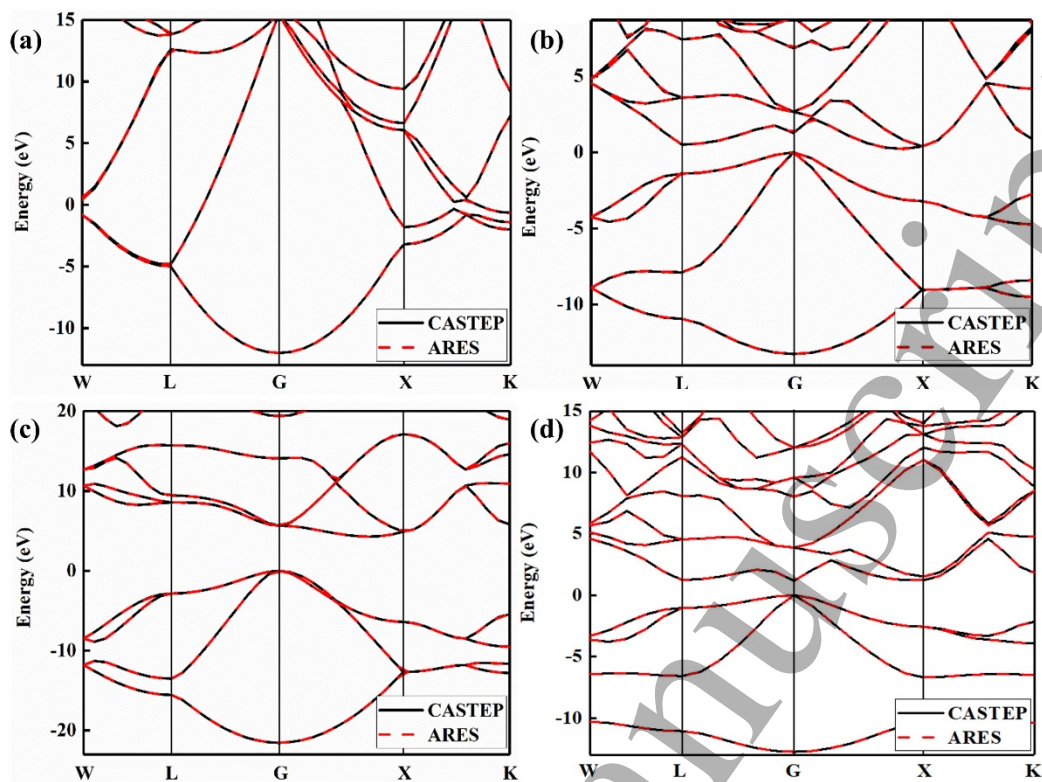 (a)
15
10
5
0
-5
-10
Energy (eV)
W L G X K
CASTEP
ARES
(b)
5
0
-5
-10
Energy (eV)
W L G X K
CASTEP
ARES
(c)
20
10
0
-10
-20
Energy (eV)
W L G X K
CASTEP
ARES
(d)
15
10
5
0
-5
-10
Energy (eV)
W L G X K
CASTEP
ARES
nuscrip